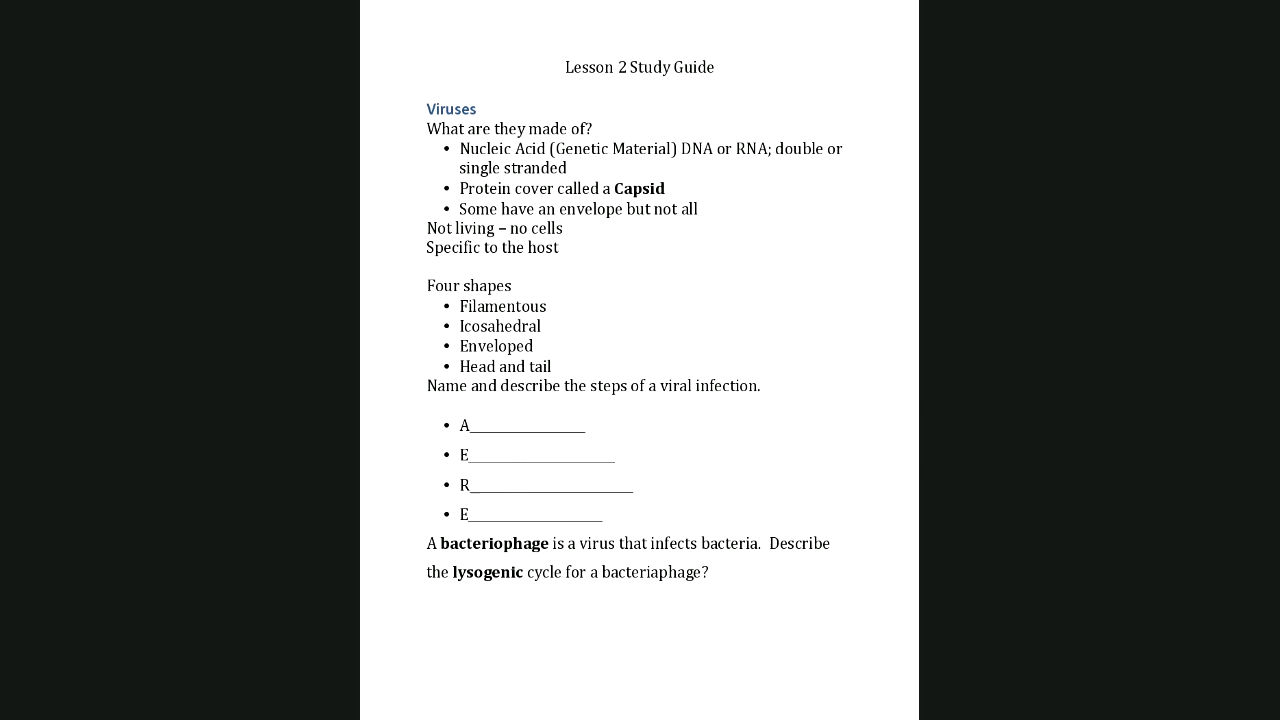 Lesson 2 Study Guide
Viruses
What are they made of?
• Nucleic Acid (Genetic Material) DNA or RNA; double or
single stranded
• Protein cover called a Capsid
• Some have an envelope but not all
Not living – no cells
Specific to the host
Four shapes
• Filamentous
• Icosahedral
• Enveloped
• Head and tail
Name and describe the steps of a viral infection.
• A______________
• E__________________
• R____________________
• E________________
A bacteriophage is a virus that infects bacteria.  Describe
the lysogenic cycle for a bacteriaphage?